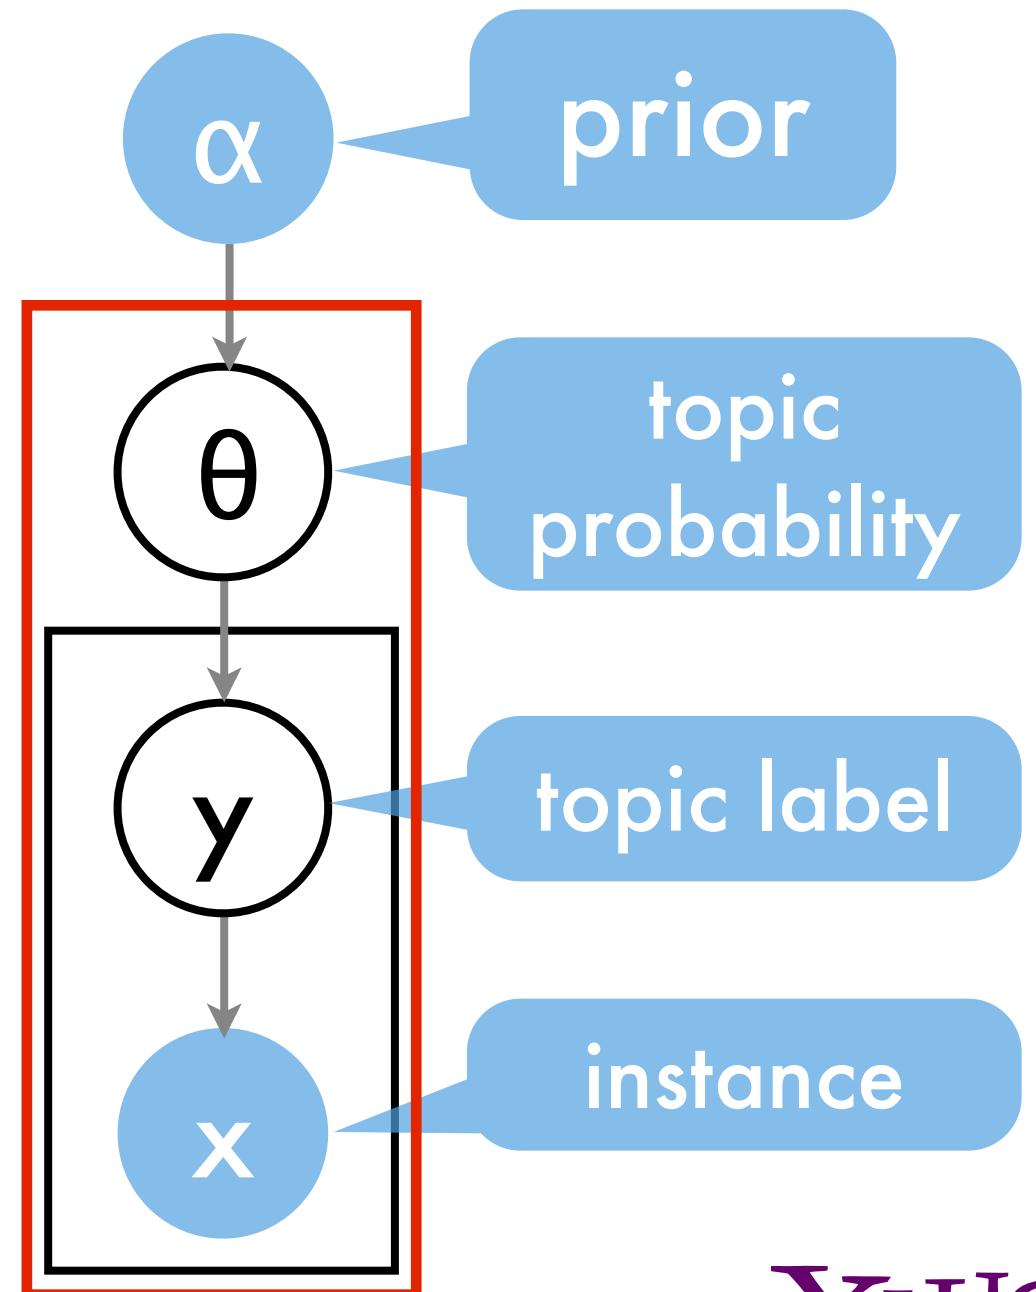 α
prior
θ
topic
probability
y
topic label
x
instance